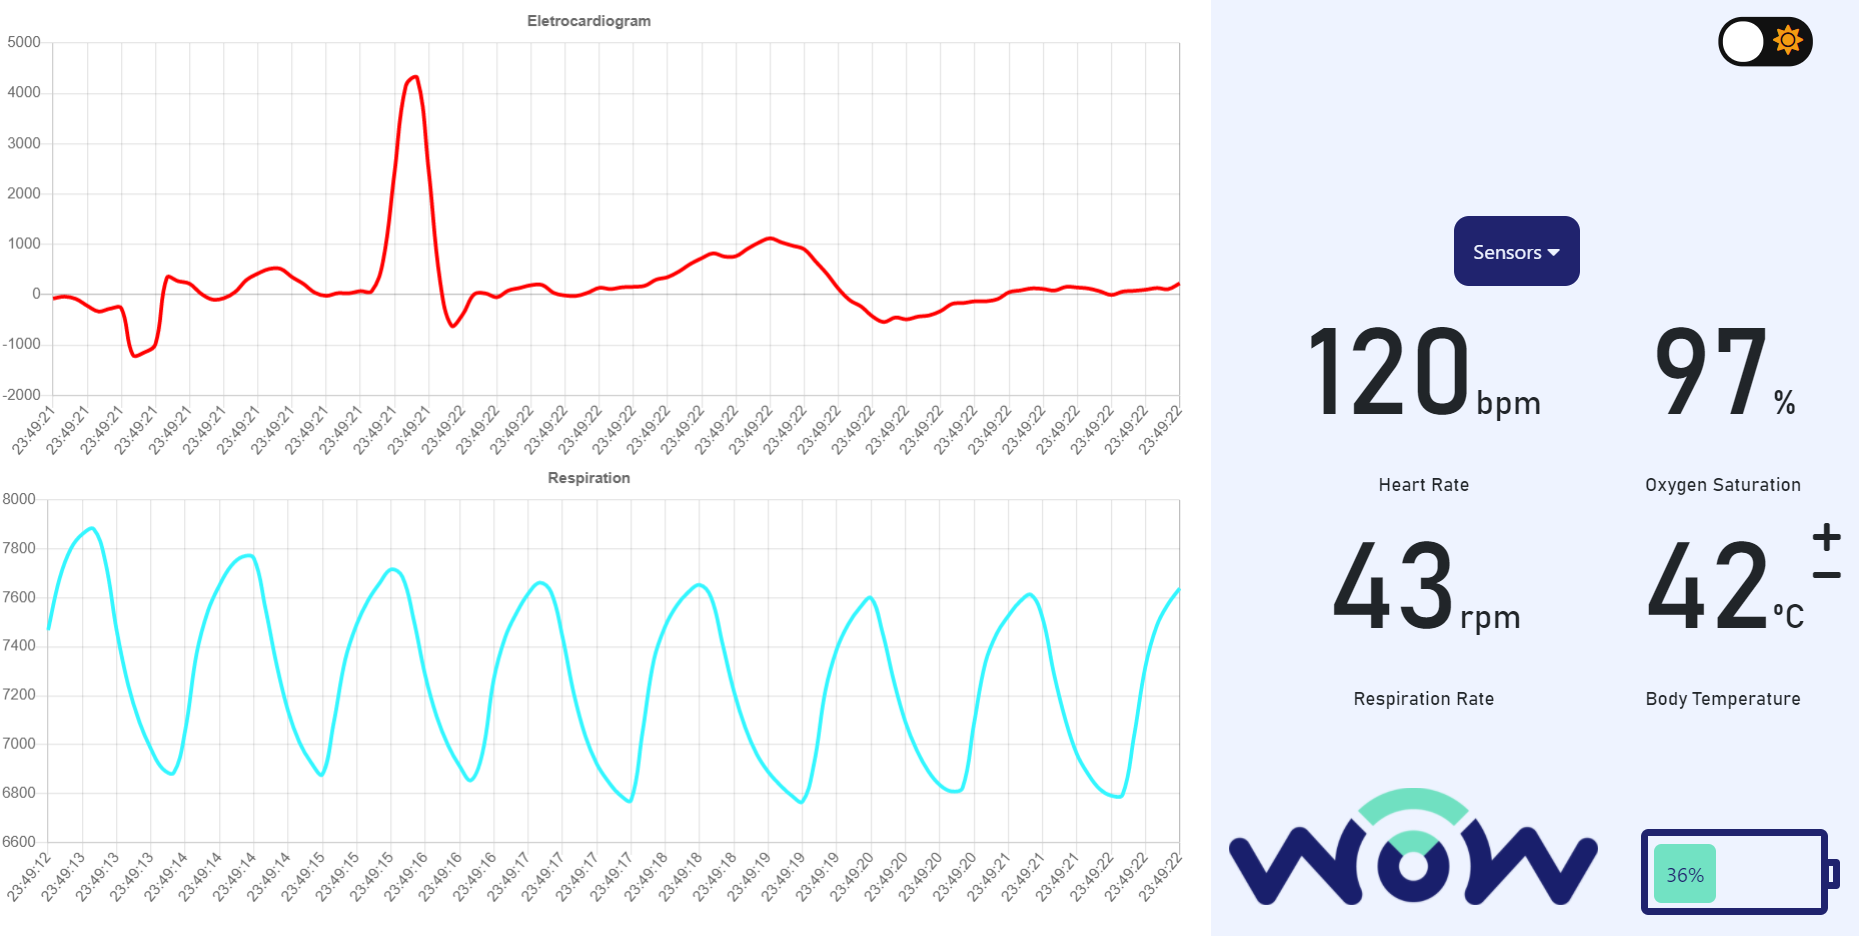 Eletrocardiogram
5000
4000
3000
2000
1000
0
-1000
-2000
23:49:21 23:49:21 23:49:21 23:49:21 23:49:21 23:49:21 23:49:21 23:49:21 23:49:21 23:49:21 23:49:21 23:49:21 23:49:22 23:49:22 23:49:22 23:49:22 23:49:22 23:49:22 23:49:22 23:49:22 23:49:22 23:49:22 23:49:22 23:49:22 23:49:22 23:49:22 23:49:22 23:49:22 23:49:22 23:49:22 23:49:22 23:49:22 23:49:22 23:49:22
Respiration
8000
7800
7600
7400
7200
7000
6800
6600
23:49:12 23:49:13 23:49:13 23:49:13 23:49:14 23:49:14 23:49:14 23:49:14 23:49:15 23:49:15 23:49:15 23:49:16 23:49:16 23:49:16 23:49:17 23:49:17 23:49:17 23:49:17 23:49:18 23:49:18 23:49:18 23:49:19 23:49:19 23:49:19 23:49:20 23:49:20 23:49:20 23:49:20 23:49:21 23:49:21 23:49:21 23:49:22 23:49:22 23:49:22
Sensors
120 bpm
97 %
Heart Rate
Oxygen Saturation
43 rpm
42 ºC
+
−
Respiration Rate
Body Temperature
WOW
36%